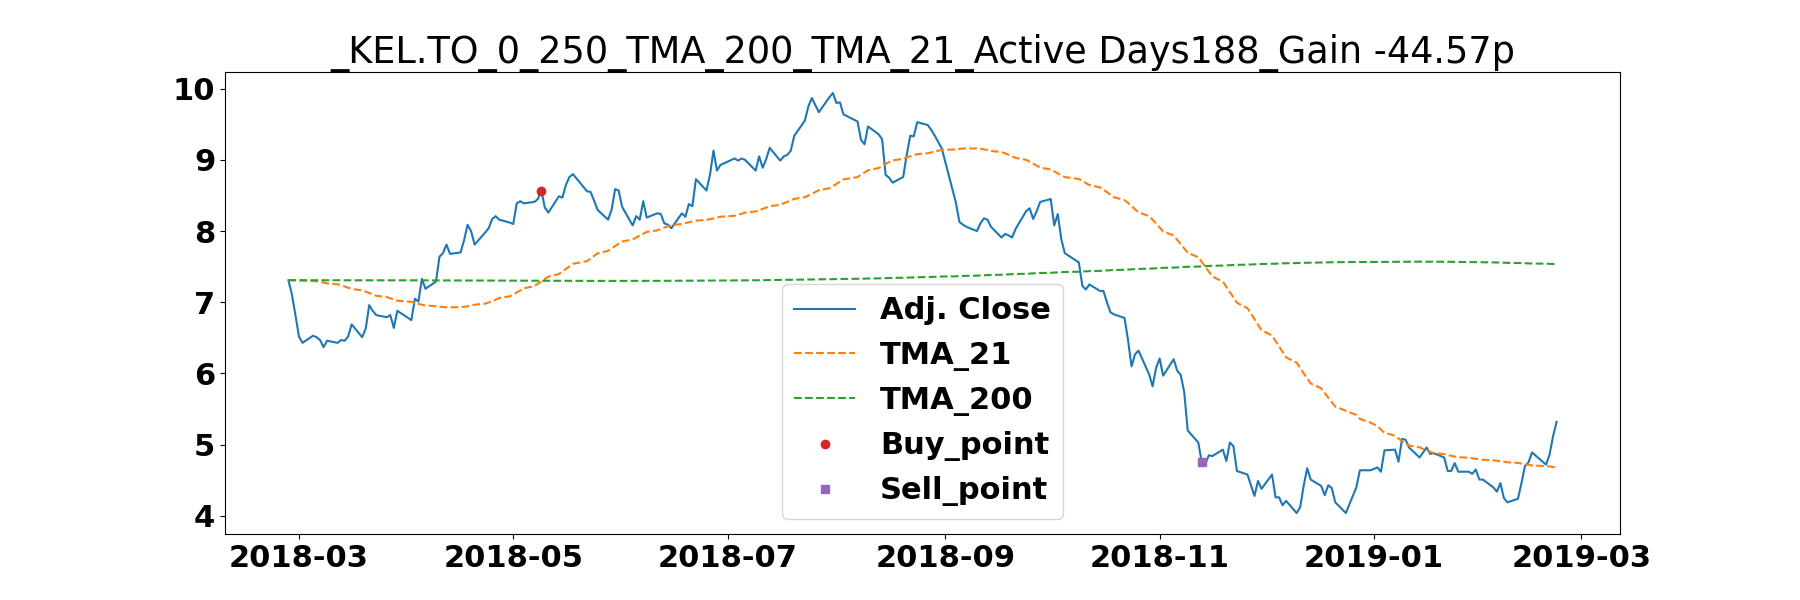 _KEL.TO_0_250_TMA_200_TMA_21_Active Days188_Gain -44.57p
10
9
8
7
6
5
4
Adj. Close
TMA_21
TMA_200
Buy_point
Sell_point
2018-03 2018-05 2018-07 2018-09 2018-11 2019-01 2019-03